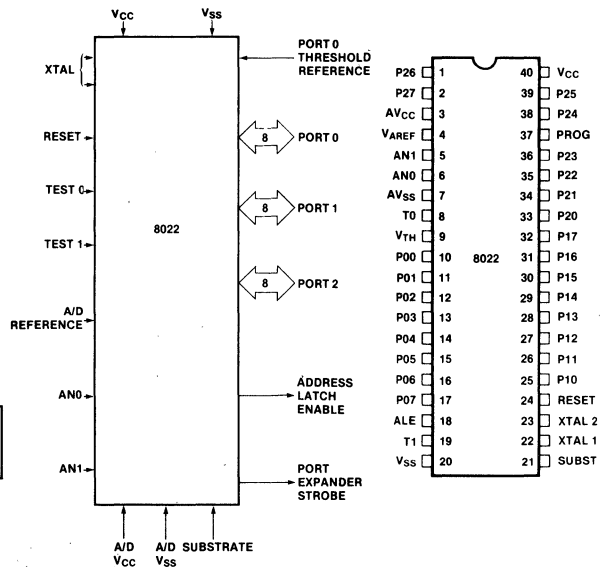 VCC
VSS
XTAL
PORT 0
THRESHOLD
REFERENCE
RESET
8
PORT 0
TEST 0
8
PORT 1
TEST 1
8022
8
PORT 2
A/D
REFERENCE
AN0
ADDRESS
LATCH
ENABLE
AN1
PORT
EXPANDER
STROBE
A/D
VCC
A/D
VSS
SUBSTRATE
P26 1 40 VCC
P27 2 39 P25
AVCC 3 38 P24
VAREF 4 37 PROG
AN1 5 36 P23
AN0 6 35 P22
AVSS 7 34 P21
T0 8 33 P20
VTH 9 32 P17
P00 10 8022 31 P16
P01 11 30 P15
P02 12 29 P14
P03 13 28 P13
P04 14 27 P12
P05 15 26 P11
P06 16 25 P10
P07 17 24 RESET
ALE 18 23 XTAL 2
T1 19 22 XTAL 1
VSS 20 21 SUBST